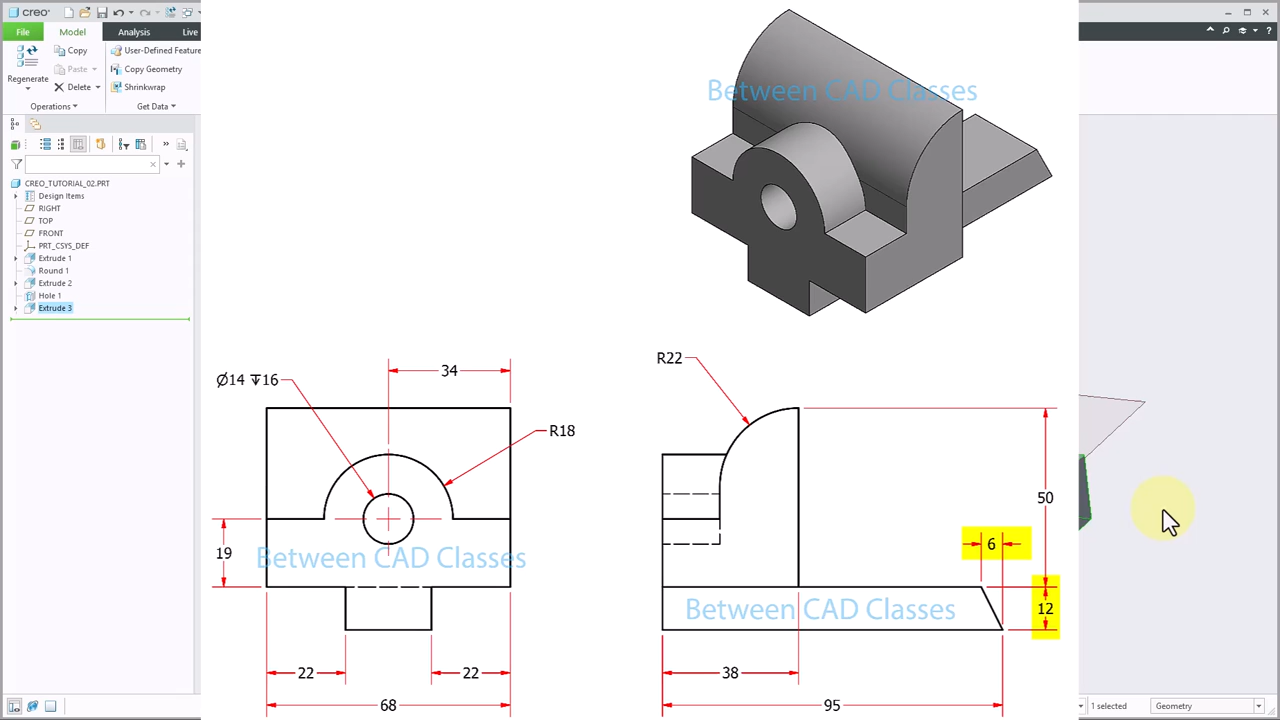 creo°
File
Model
Analysis
Live
Regenerate
Copy
Paste
Delete
User-Defined Feature
Copy Geometry
Shrinkwrap
Operations
Get Data
CREO_TUTORIAL_02.PRT
Design Items
RIGHT
TOP
FRONT
PRT_CSYS_DEF
Extrude 1
Round 1
Extrude 2
Hole 1
Extrude 3
Between CAD Classes
Ø14 ↧16
34
R18
19
Between CAD Classes
22
22
68
R22
50
6
12
Between CAD Classes
38
95
1 selected
Geometry